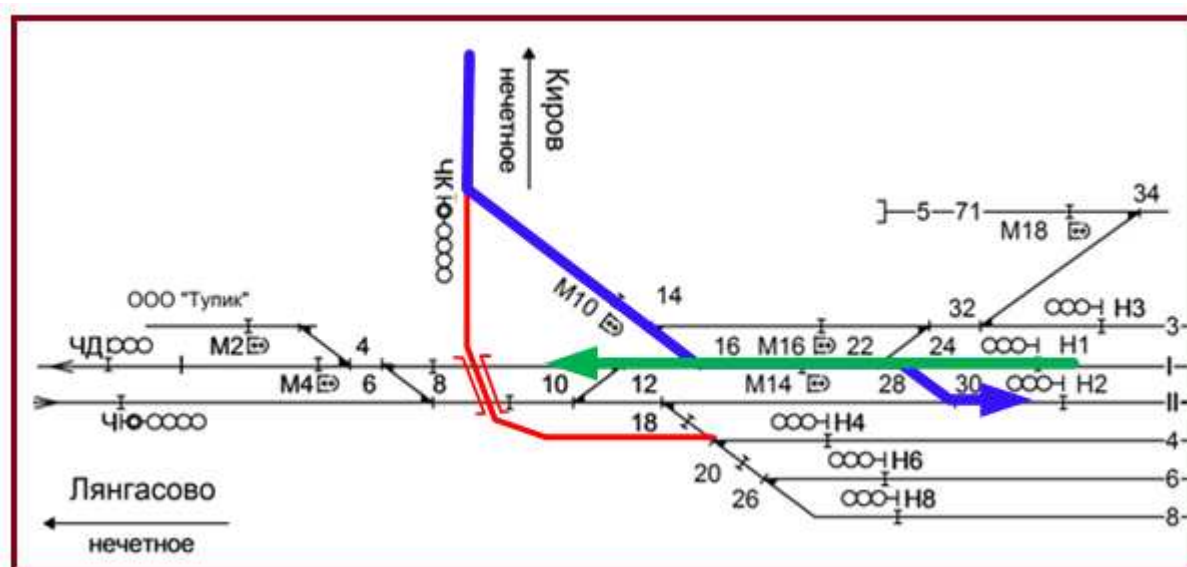 Киров
нечетное
ЧК
34
5
71
М18
М10
14
32
Н3
3
ООО "Тупик"
ЧД
М2
4
16
М16
22
24
Н1
I
6
М4
8
10
12
М14
28
30
Н2
II
Ч
18
Н4
4
20
Н6
6
26
Н8
8
Лянгасово
нечетное